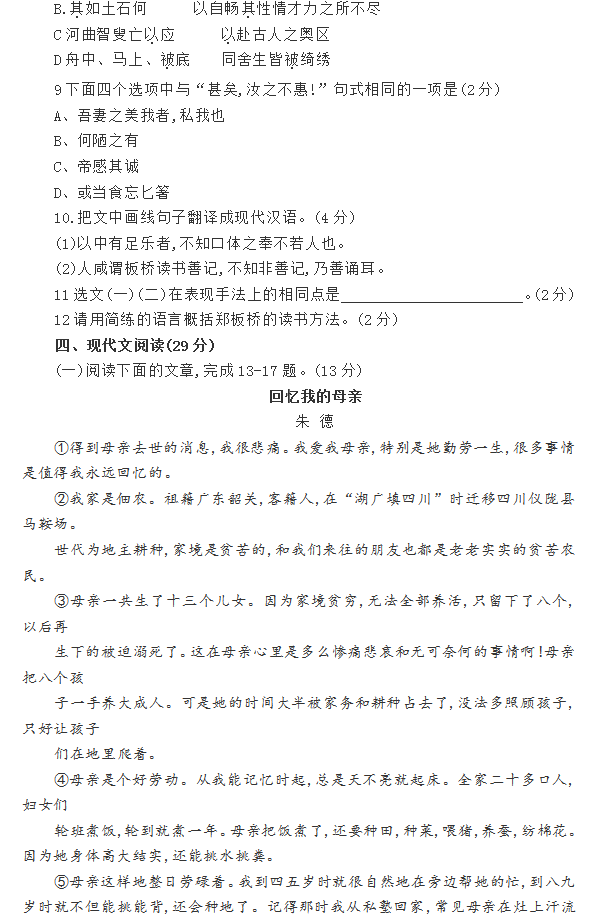 B.其如土石何 以自畅其性情才力之所不尽
C河曲智叟亡以应 以赴古人之奥区
D舟中、马上、被底 同舍生皆被绮绣
9下面四个选项中与“甚矣,汝之不惠!”句式相同的一项是(2分)
A、吾妻之美我者,私我也
B、何陋之有
C、帝感其诚
D、或当食忘匕箸
10.把文中画线句子翻译成现代汉语。(4分)
(1)以中有足乐者,不知口体之奉不若人也。
(2)人咸谓板桥读书善记,不知非善记,乃善诵耳。
11选文(一)(二)在表现手法上的相同点是______________________。(2分)
12请用简练的语言概括郑板桥的读书方法。(2分)
四、现代文阅读(29分)
(一)阅读下面的文章,完成13-17题。(13分)
回忆我的母亲
朱 德
①得到母亲去世的消息,我很悲痛。我爱我母亲,特别是她勤劳一生,很多事情
是值得我永远回忆的。
②我家是佃农。祖籍广东韶关,客籍人,在“湖广填四川”时迁移四川仪陇县
马鞍场。
世代为地主耕种,家境是贫苦的,和我们来往的朋友也都是老老实实的贫苦农
民。
③母亲一共生了十三个儿女。因为家境贫穷,无法全部养活,只留下了八个,
以后再
生下的被迫溺死了。这在母亲心里是多么惨痛悲哀和无可奈何的事情啊!母亲
把八个孩
子一手养大成人。可是她的时间大半被家务和耕种占去了,没法多照顾孩子,
只好让孩子
们在地里爬着。
④母亲是个好劳动。从我能记忆时起,总是天不亮就起床。全家二十多口人,
妇女们
轮班煮饭,轮到就煮一年。母亲把饭煮了,还要种田,种菜,喂猪,养蚕,纺棉花。
因为她身体高大结实,还能挑水挑粪。
⑤母亲这样地整日劳碌着。我到四五岁时就很自然地在旁边帮她的忙,到八九
岁时就不但能挑能背,还会种地了。记得那时我从私塾回家,常见母亲在灶上汗流